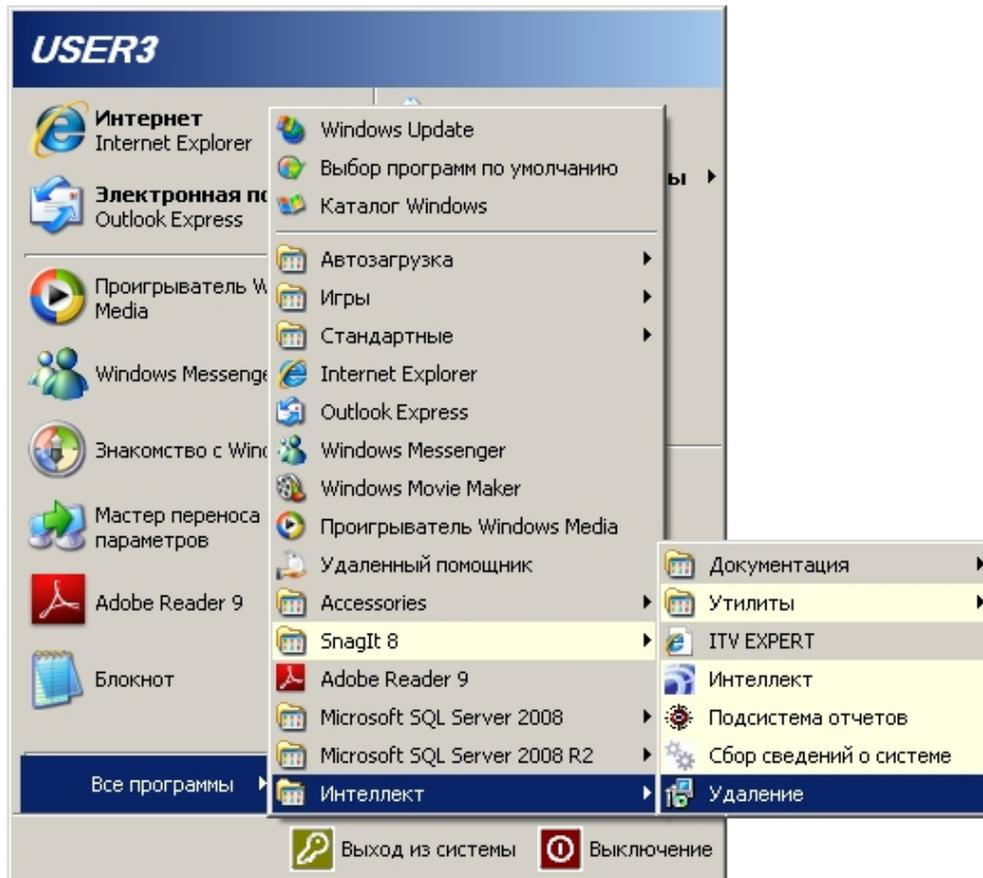 USER3
Интернет
Internet Explorer
Электронная по
Outlook Express
Проигрыватель W
Media
Windows Messenge
Знакомство с Wind
Мастер переноса
параметров
Adobe Reader 9
Блокнот
Все программы
ы
Windows Update
Выбор программ по умолчанию
Каталог Windows
Автозагрузка
Игры
Стандартные
Internet Explorer
Outlook Express
Windows Messenger
Windows Movie Maker
Проигрыватель Windows Media
Удаленный помощник
Accessories
SnagIt 8
Adobe Reader 9
Microsoft SQL Server 2008
Microsoft SQL Server 2008 R2
Интеллект
Документация
Утилиты
ITV EXPERT
Интеллект
Подсистема отчетов
Сбор сведений о системе
Удаление
Выход из системы
Выключение